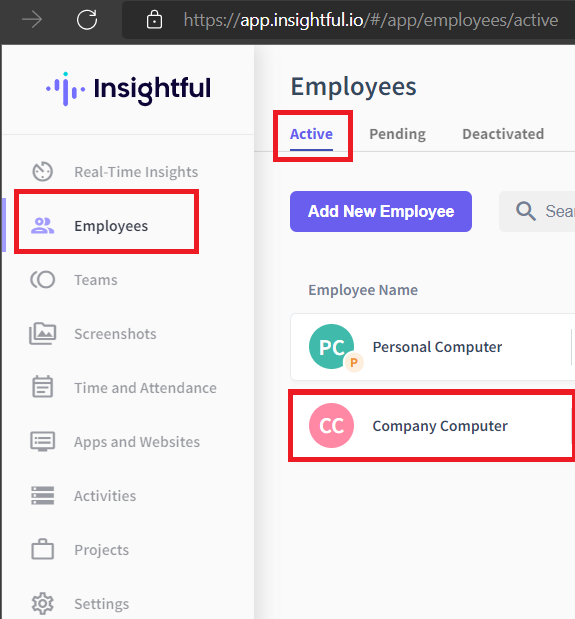 https://app.insightful.io/#/app/employees/active
Insightful
Real-Time Insights
Employees
Teams
Screenshots
Time and Attendance
Apps and Websites
Activities
Projects
Settings
Employees
Active Pending Deactivated
Add New Employee
Employee Name
PC P Personal Computer
CC Company Computer